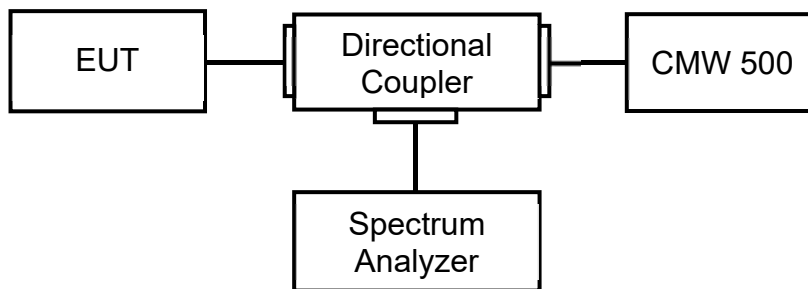 EUT
Directional
Coupler
CMW 500
Spectrum
Analyzer